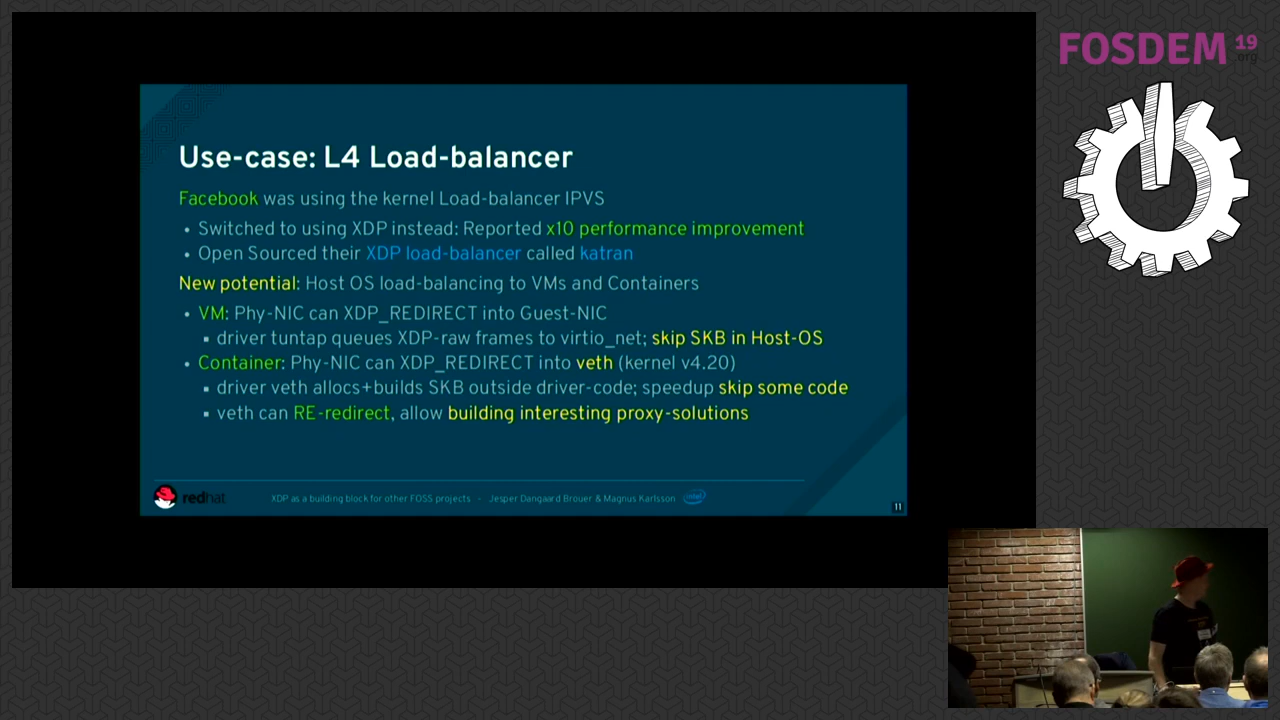 FOSDEM 19
.org
Use-case: L4 Load-balancer
Facebook was using the kernel Load-balancer IPVS
• Switched to using XDP instead: Reported x10 performance improvement
• Open Sourced their XDP load-balancer called katran
New potential: Host OS load-balancing to VMs and Containers
• VM: Phy-NIC can XDP_REDIRECT into Guest-NIC
▪ driver tuntap queues XDP-raw frames to virtio_net; skip SKB in Host-OS
• Container: Phy-NIC can XDP_REDIRECT into veth (kernel v4.20)
▪ driver veth allocs+builds SKB outside driver-code; speedup skip some code
▪ veth can RE-redirect, allow building interesting proxy-solutions
redhat
XDP as a building block for other FOSS projects - Jesper Dangaard Brouer & Magnus Karlsson
intel
11